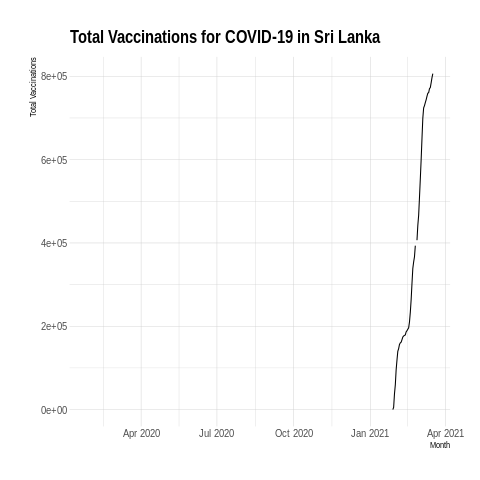 Total Vaccinations for COVID-19 in Sri Lanka
Total Vaccinations
8e+05
6e+05
4e+05
2e+05
0e+00
Apr 2020 Jul 2020 Oct 2020 Jan 2021 Apr 2021
Month